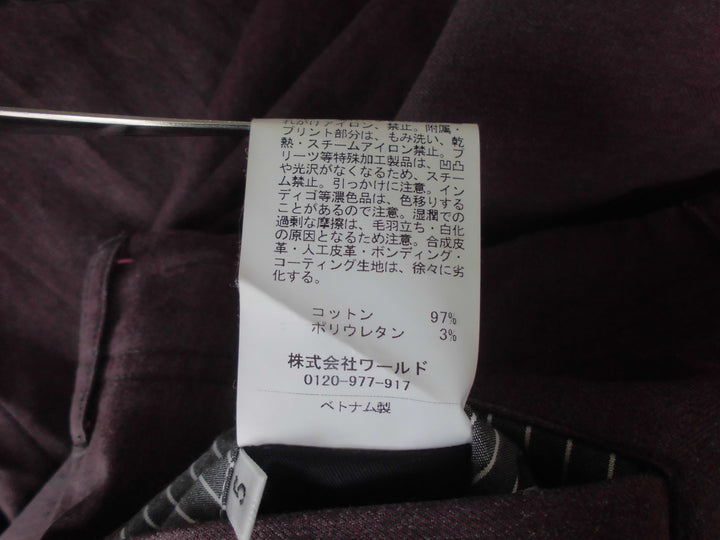 れかけアイロン、禁止。附属・
プリント部分は、もみ洗い、乾
熱・スチームアイロン禁止。プ
リーツ等特殊加工製品は、凹凸
や光沢がなくなるため、スチー
ム禁止。引っかけに注意。イン
ディゴ等濃色品は、色移りする
ことがあるので注意。湿潤での
過剰な摩擦は、毛羽立ち・白化
の原因となるため注意。合成皮
革・人工皮革・ボンディング・
コーティング生地は、徐々に劣
化する。
コットン 97%
ポリウレタン 3%
株式会社ワールド
0120-977-917
ベトナム製
5